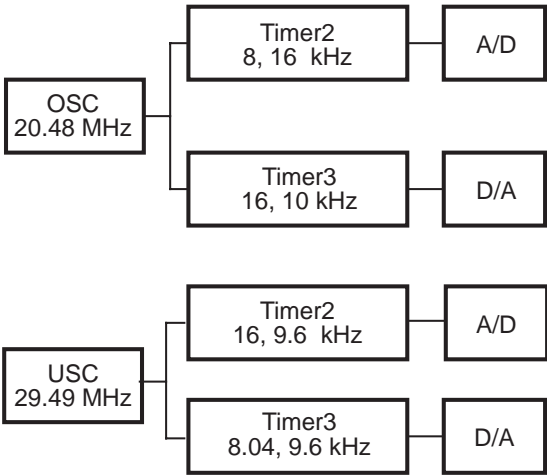 Timer2
8, 16 kHz
A/D
OSC
20.48 MHz
Timer3
16, 10 kHz
D/A
Timer2
16, 9.6 kHz
A/D
USC
29.49 MHz
Timer3
8.04, 9.6 kHz
D/A